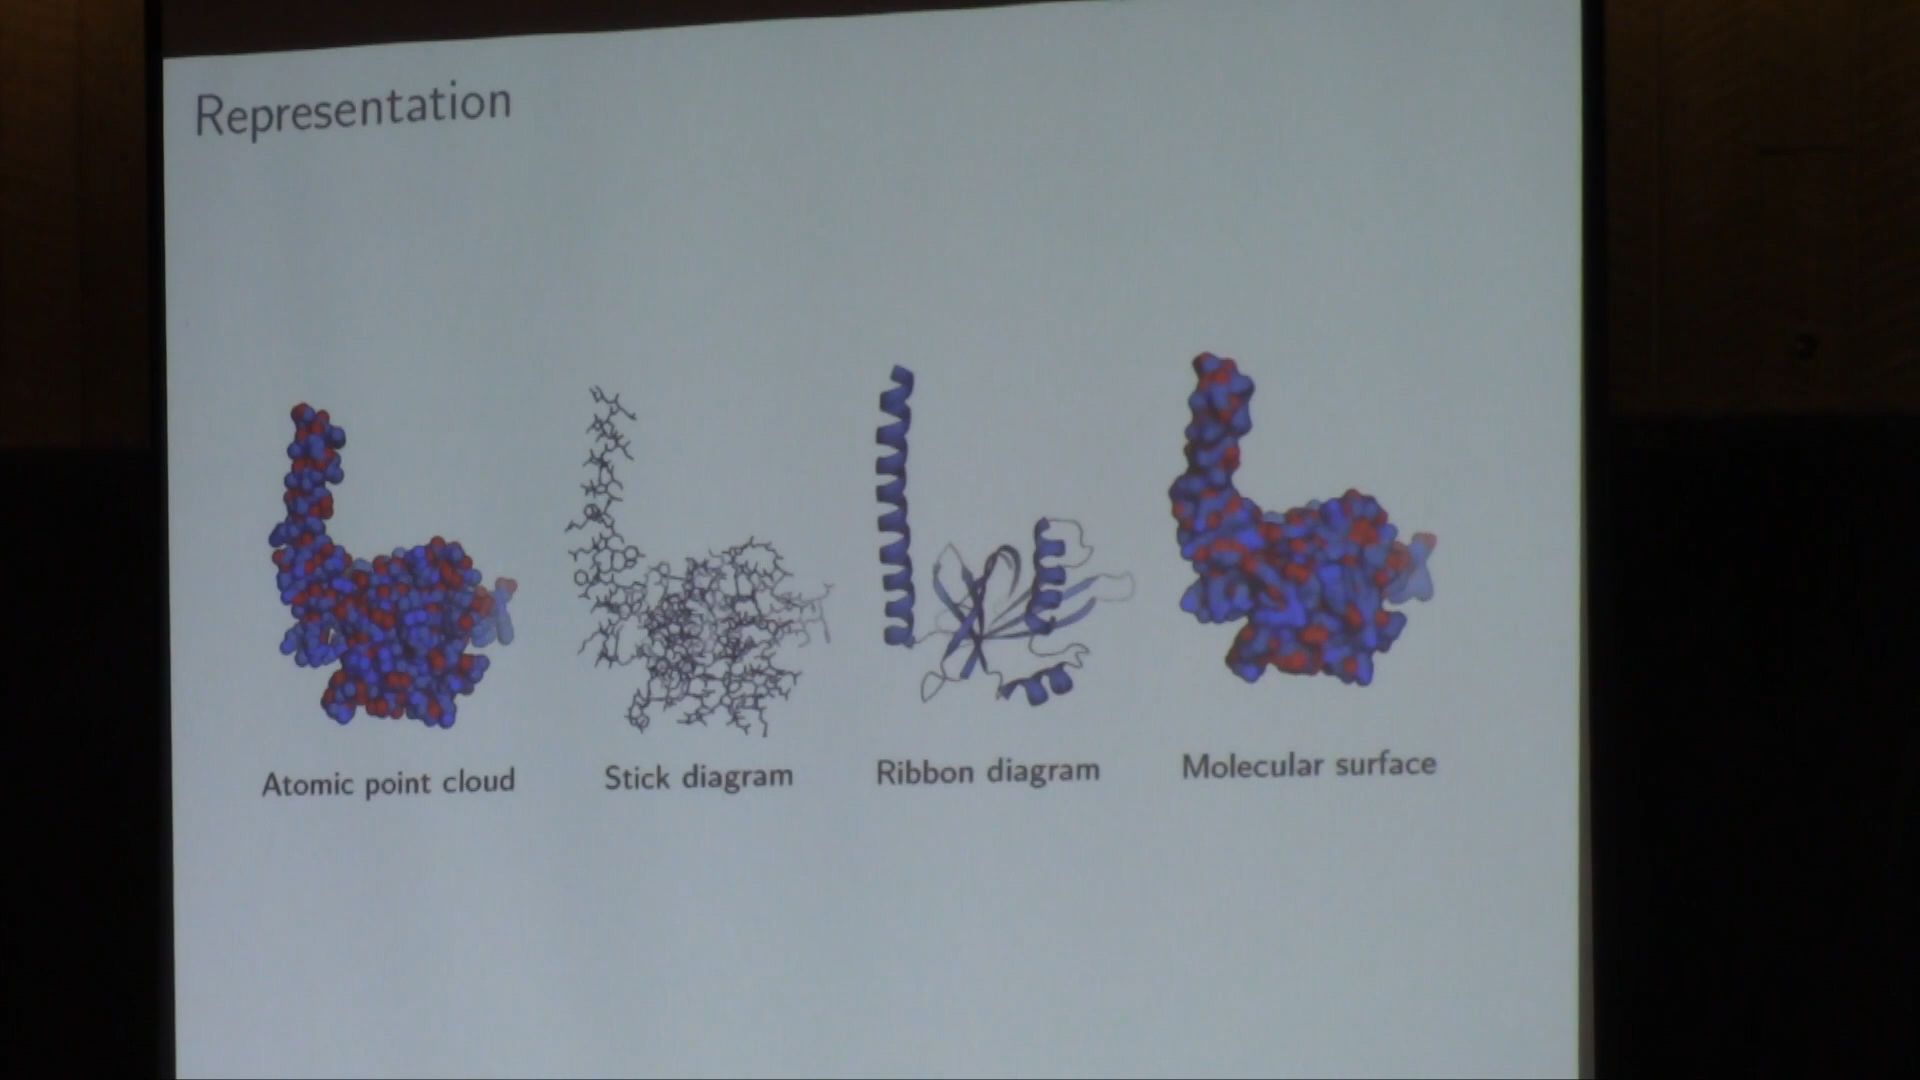 Representation
Atomic point cloud
Stick diagram
Ribbon diagram
Molecular surface